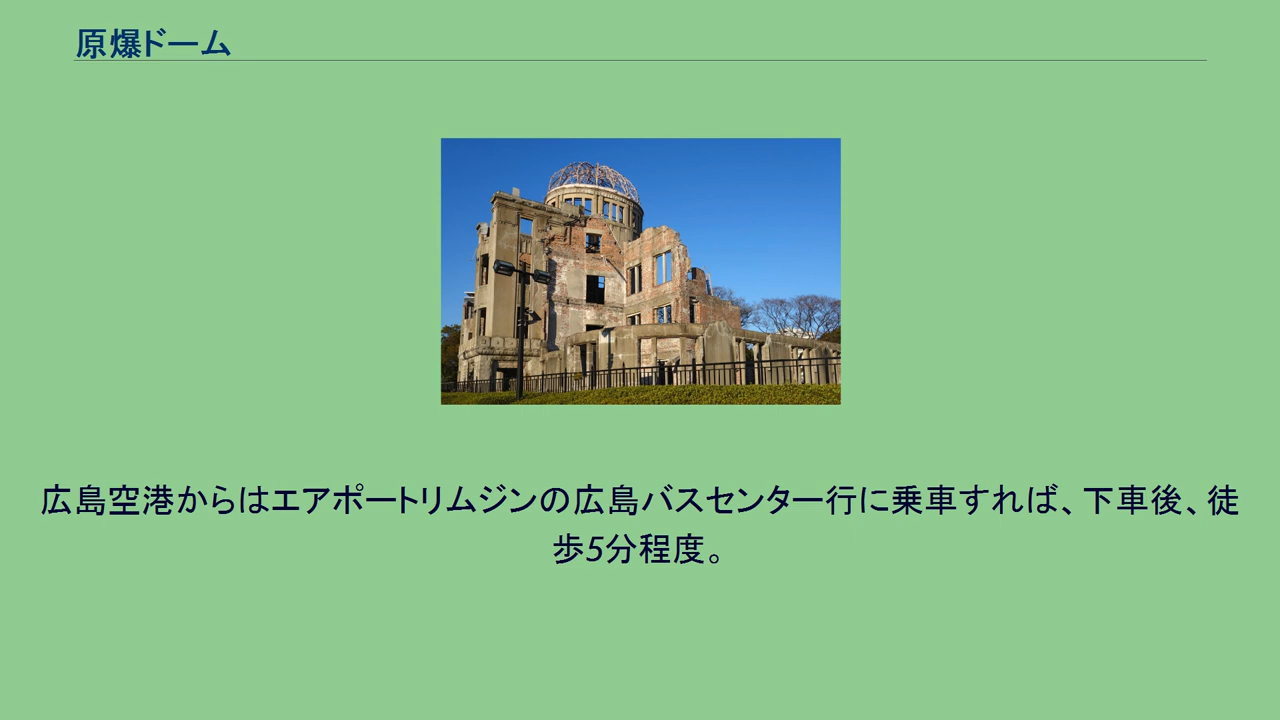 原爆ドーム
広島空港からはエアポートリムジンの広島バスセンター行に乗車すれば、下車後、徒
歩5分程度。